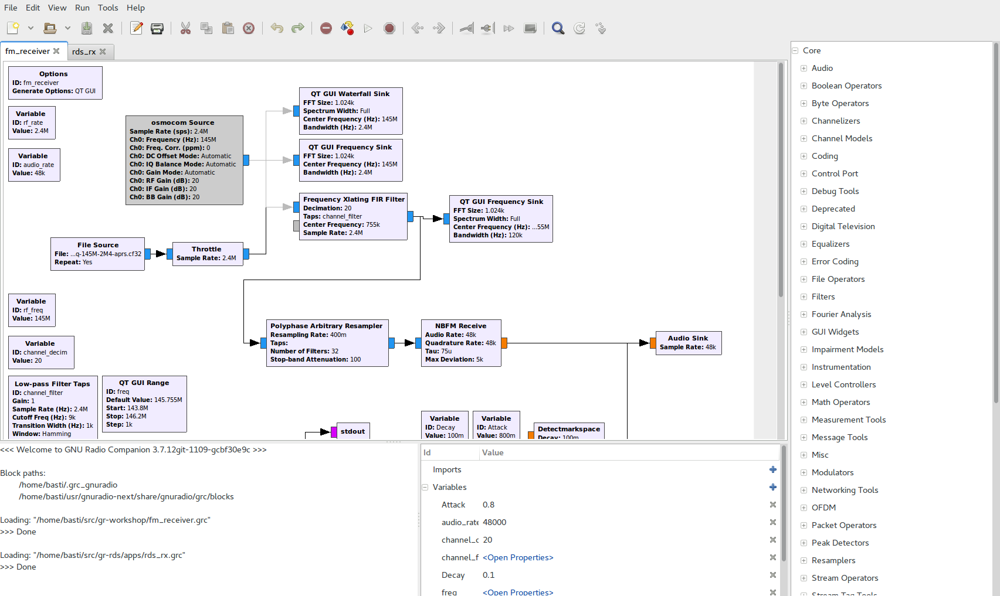 File Edit View Run Tools Help
fm_receiver
rds_rx
Options
ID: fm_receiver
Generate Options: QT GUI
Variable
ID: rf_rate
Value: 2.4M
Variable
ID: audio_rate
Value: 48k
osmocom Source
Sample Rate (sps): 2.4M
Ch0: Frequency (Hz): 145M
Ch0: Freq. Corr. (ppm): 0
Ch0: DC Offset Mode: Automatic
Ch0: IQ Balance Mode: Automatic
Ch0: Gain Mode: Automatic
Ch0: RF Gain (dB): 20
Ch0: IF Gain (dB): 20
Ch0: BB Gain (dB): 20
QT GUI Waterfall Sink
FFT Size: 1.024k
Spectrum Width: Full
Center Frequency (Hz): 145M
Bandwidth (Hz): 2.4M
QT GUI Frequency Sink
FFT Size: 1.024k
Center Frequency (Hz): 145M
Bandwidth (Hz): 2.4M
Frequency Xlating FIR Filter
Decimation: 20
Taps: channel_filter
Center Frequency: 755k
Sample Rate: 2.4M
QT GUI Frequency Sink
FFT Size: 1.024k
Spectrum Width: Full
Center Frequency (Hz): ...55M
Bandwidth (Hz): 120k
File Source
File: ...q-145M-2M4-aprs.cf32
Repeat: Yes
Throttle
Sample Rate: 2.4M
Variable
ID: rf_freq
Value: 145M
Variable
ID: channel_decim
Value: 20
Polyphase Arbitrary Resampler
Resampling Rate: 400m
Taps:
Number of Filters: 32
Stop-band Attenuation: 100
NBFM Receive
Audio Rate: 48k
Quadrature Rate: 48k
Tau: 75u
Max Deviation: 5k
Audio Sink
Sample Rate: 48k
Low-pass Filter Taps
ID: channel_filter
Gain: 1
Sample Rate (Hz): 2.4M
Cutoff Freq (Hz): 9k
Transition Width (Hz): 1k
Window: Hamming
QT GUI Range
ID: freq
Default Value: 145.755M
Start: 143.8M
Stop: 146.2M
Step: 1k
stdout
Variable
ID: Decay
Value: 100m
Variable
ID: Attack
Value: 800m
Detectmarkspace
Decay: 100m
<<< Welcome to GNU Radio Companion 3.7.12git-1109-gcbf30e9c >>>
Block paths:
/home/basti/.grc_gnuradio
/home/basti/usr/gnuradio-next/share/gnuradio/grc/blocks
Loading: "/home/basti/src/gr-workshop/fm_receiver.grc"
>>> Done
Loading: "/home/basti/src/gr-rds/apps/rds_rx.grc"
>>> Done
Id Value
Imports
Variables
Attack 0.8
audio_rate 48000
channel_c 20
channel_f <Open Properties>
Decay 0.1
freq <Open Properties>
Core
Audio
Boolean Operators
Byte Operators
Channelizers
Channel Models
Coding
Control Port
Debug Tools
Deprecated
Digital Television
Equalizers
Error Coding
File Operators
Filters
Fourier Analysis
GUI Widgets
Impairment Models
Instrumentation
Level Controllers
Math Operators
Measurement Tools
Message Tools
Misc
Modulators
Networking Tools
OFDM
Packet Operators
Peak Detectors
Resamplers
Stream Operators
Stream Tag Tools